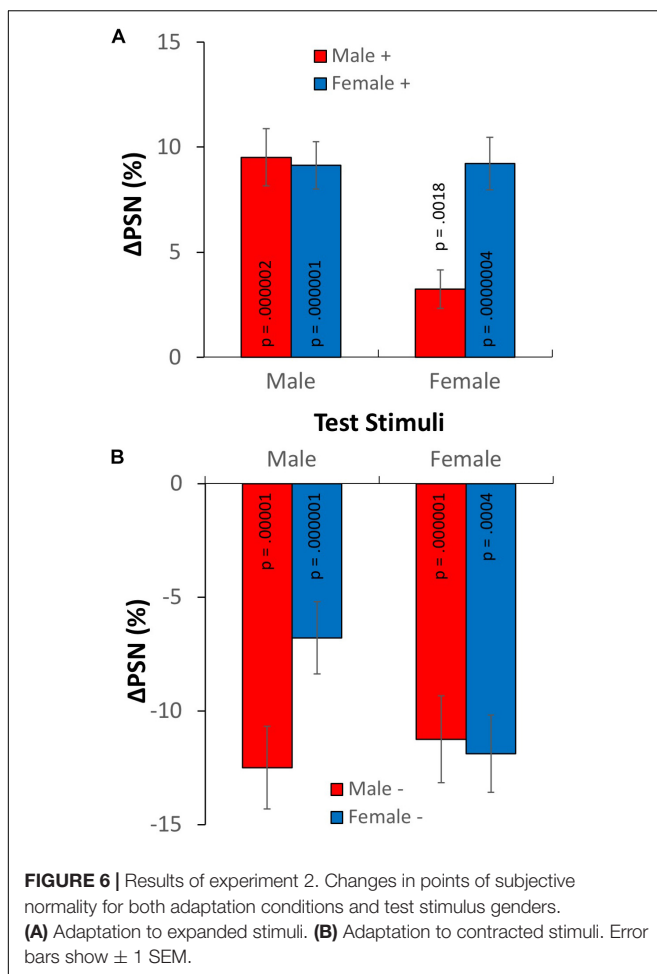 A
15
10
5
0
ΔPSN (%)
Male +
Female +
p = .000002
p = .000001
p = .0018
p = .0000004
Male
Female
Test Stimuli
B
Male
Female
0
-5
-10
-15
ΔPSN (%)
p = .00001
p = .000001
p = .000001
p = .0004
Male -
Female -
FIGURE 6 | Results of experiment 2. Changes in points of subjective
normality for both adaptation conditions and test stimulus genders.
(A) Adaptation to expanded stimuli. (B) Adaptation to contracted stimuli. Error
bars show ± 1 SEM.